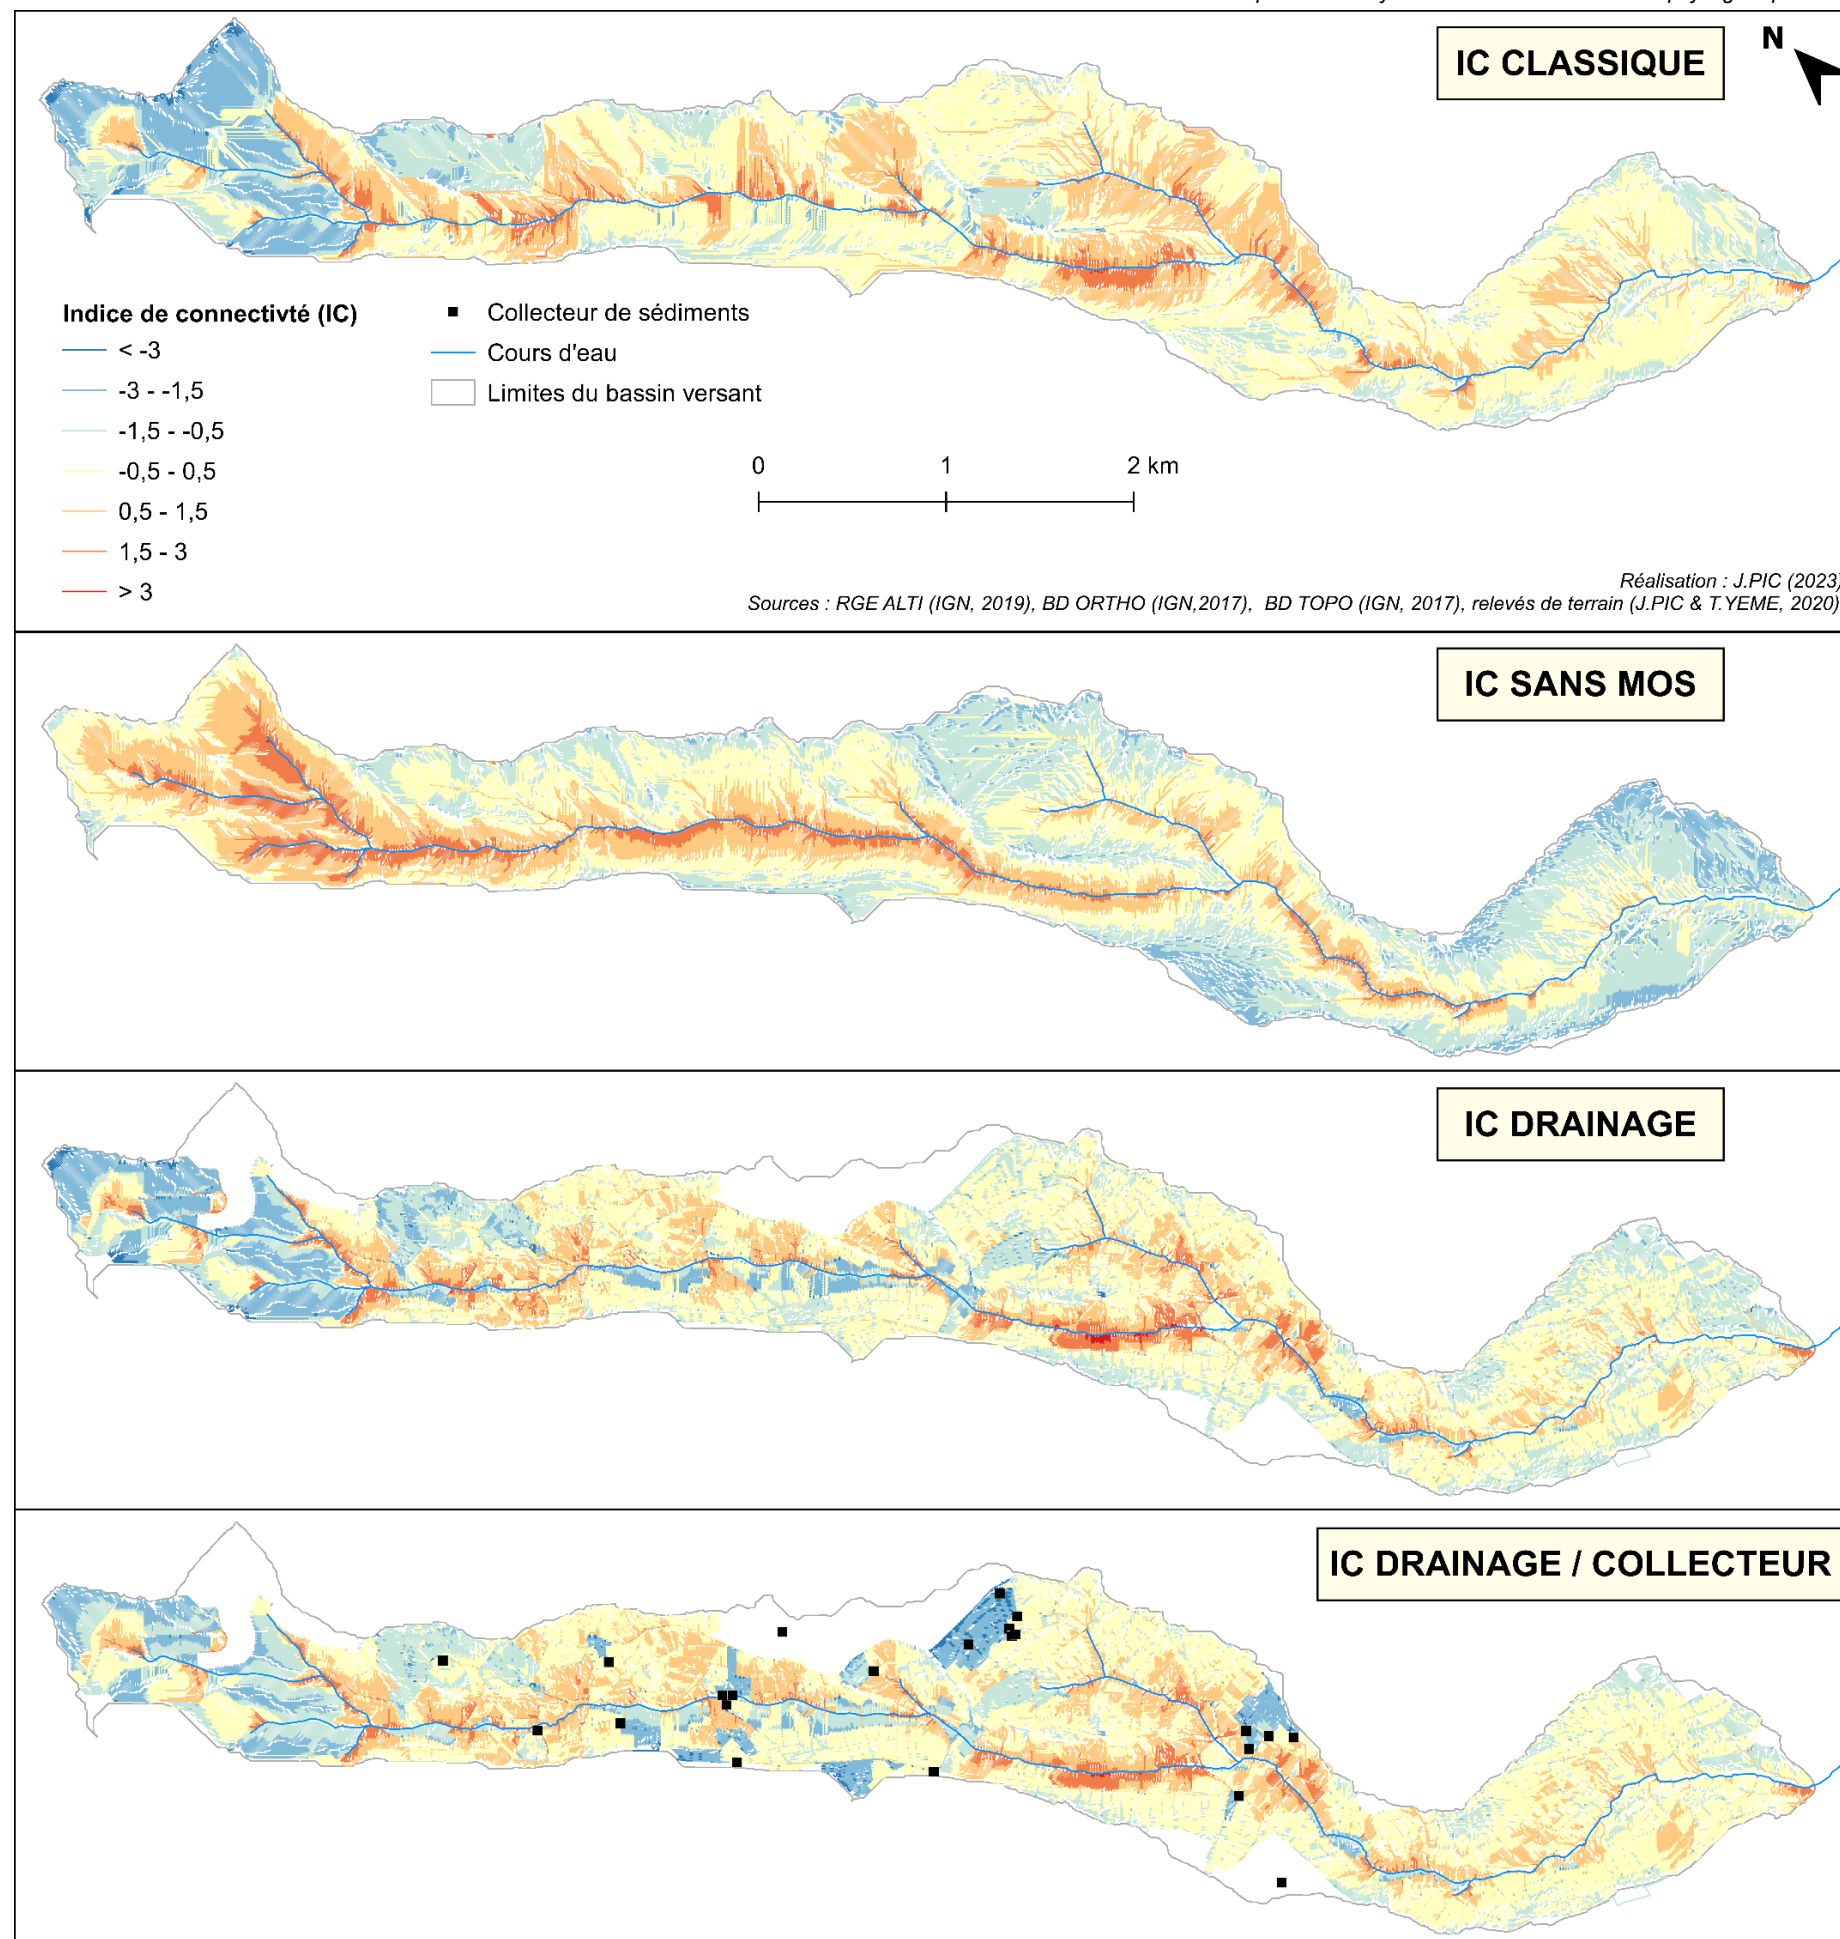 IC CLASSIQUE
N
Indice de connectivté (IC)
< -3
-3 - -1,5
-1,5 - -0,5
-0,5 - 0,5
0,5 - 1,5
1,5 - 3
> 3
Collecteur de sédiments
Cours d'eau
Limites du bassin versant
0 1 2 km
Réalisation : J.PIC (2023)
Sources : RGE ALTI (IGN, 2019), BD ORTHO (IGN,2017), BD TOPO (IGN, 2017), relevés de terrain (J.PIC & T.YEME, 2020)
IC SANS MOS
IC DRAINAGE
IC DRAINAGE / COLLECTEUR